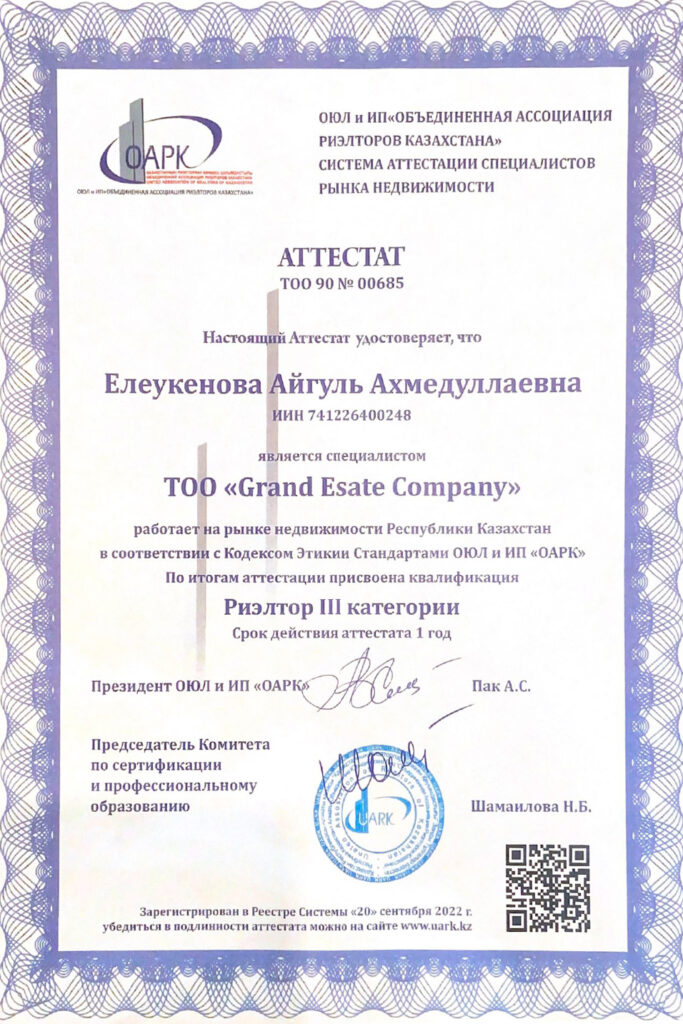 ОАРК
ОЮЛ и ИП«ОБЪЕДИНЕННАЯ АССОЦИАЦИЯ РИЭЛТОРОВ КАЗАХСТАНА»
ОЮЛ и ИП«ОБЪЕДИНЕННАЯ АССОЦИАЦИЯ
РИЭЛТОРОВ КАЗАХСТАНА»
СИСТЕМА АТТЕСТАЦИИ СПЕЦИАЛИСТОВ
РЫНКА НЕДВИЖИМОСТИ
АТТЕСТАТ
ТОО 90 № 00685
Настоящий Аттестат удостоверяет, что
Елеукенова Айгуль Ахмедуллаевна
ИИН 741226400248
является специалистом
ТОО «Grand Esate Company»
работает на рынке недвижимости Республики Казахстан
в соответствии с Кодексом Этикин Стандартами ОЮЛ и ИП «ОАРК»
По итогам аттестации присвоена квалификация
Риэлтор III категории
Срок действия аттестата 1 год
Президент ОЮЛ и ИП «ОАРК»
Пак А.С.
Председатель Комитета
по сертификации
и профессиональному
образованию
UARK
Шамаилова Н.Б.
Зарегистрирован в Реестре Системы «20» сентября 2022 г.
убедиться в подлинности аттестата можно на сайте www.uark.kz